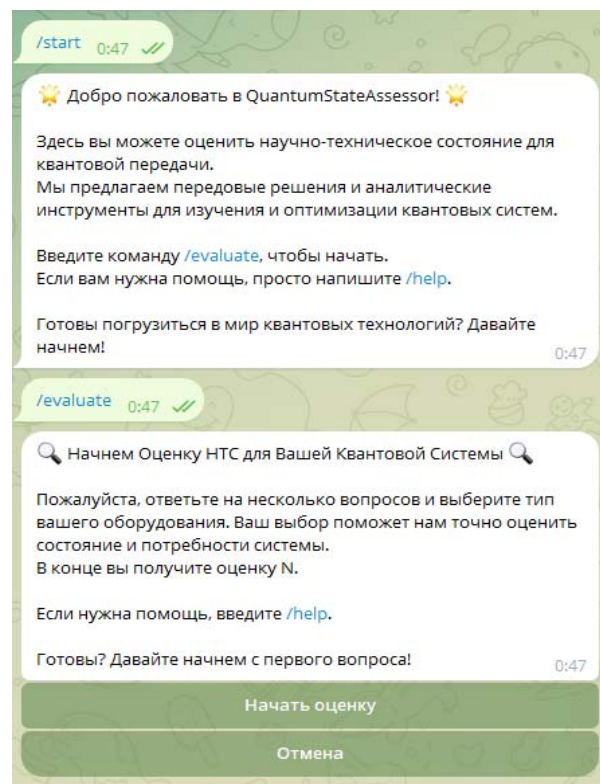 /start 0:47
🌟 Добро пожаловать в QuantumStateAssessor! 🌟
Здесь вы можете оценить научно-техническое состояние для
квантовой передачи.
Мы предлагаем передовые решения и аналитические
инструменты для изучения и оптимизации квантовых систем.
Введите команду /evaluate, чтобы начать.
Если вам нужна помощь, просто напишите /help.
Готовы погрузиться в мир квантовых технологий? Давайте
начнем!
0:47
/evaluate 0:47
🔍 Начнем Оценку НТС для Вашей Квантовой Системы 🔍
Пожалуйста, ответьте на несколько вопросов и выберите тип
вашего оборудования. Ваш выбор поможет нам точно оценить
состояние и потребности системы.
В конце вы получите оценку N.
Если нужна помощь, введите /help.
Готовы? Давайте начнем с первого вопроса! 0:47
Начать оценку
Отмена